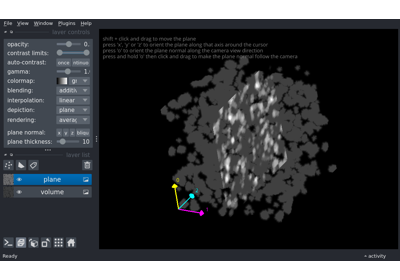 File View Window Plugins Help
layer controls
opacity: 0.
contrast limits:
auto-contrast: once
gamma: 1.
colormap: gr
blending: additiv
interpolation: linear
depiction: plane
rendering: averag
plane normal: x y z
plane thickness: 10
layer list
plane
volume
Ready
activity
shift + click and drag to move the plane
press 'x', 'y' or 'z' to orient the plane along that axis around the cursor
press 'o' to orient the plane normal along the camera view direction
press and hold 'o' then click and drag to make the plane normal follow the camera